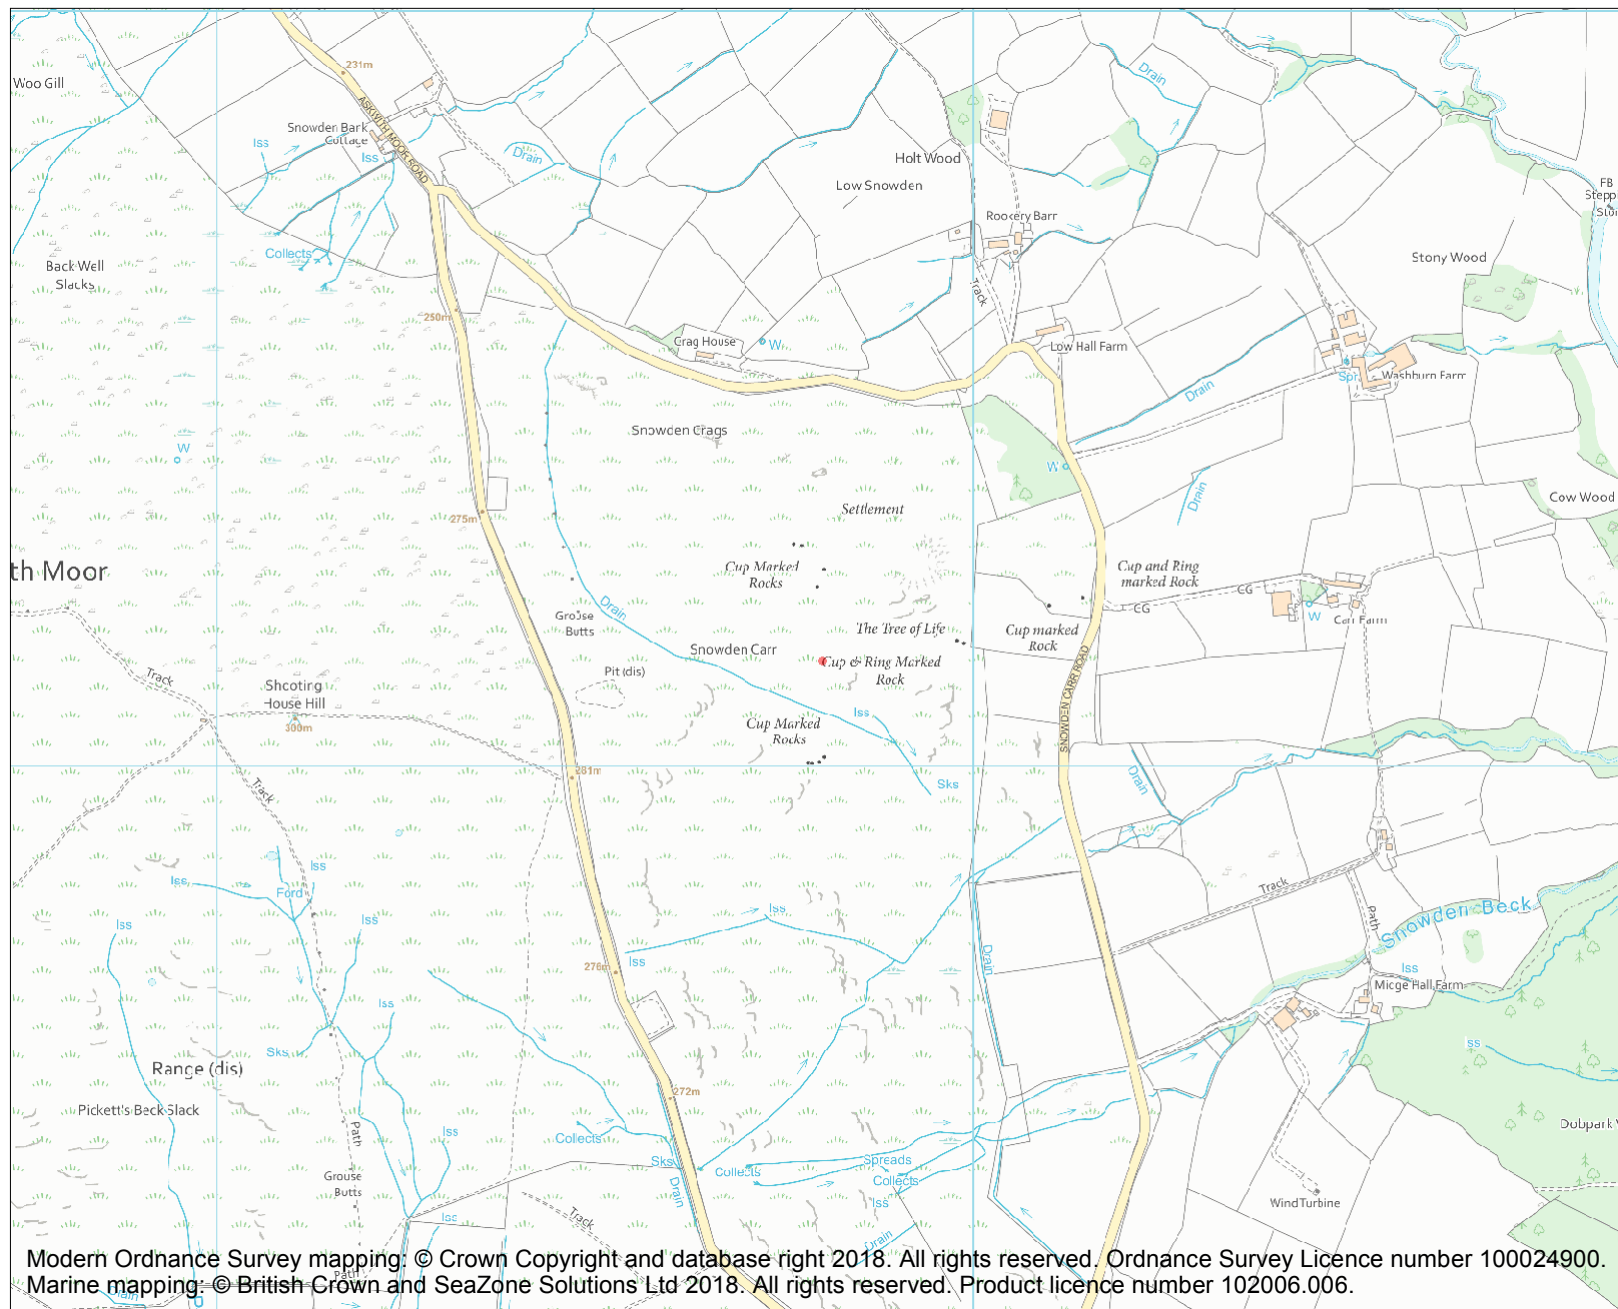 231m
Woo Gill
Drain
ASKWITH MOOR ROAD
Snowden Bark
Cottage
Iss
Iss
Drain
Holt Wood
Low Snowden
FB
Rookery Barr
Collects
Stony Wood
Back Well
Slacks
Track
250m
Crag House
W
Low Hall Farm
Spr
Washburn Farm
Drain
Snowden Crags
W
W
Drain
Cow Wood
Settlement
275m
th Moor
Cup Marked
Rocks
Cup and Ring
marked Rock
CG
CG
Drain
Grouse
Butts
W
Carr Farm
The Tree of Life
Cup marked
Rock
Snowden Carr
Cup & Ring Marked
Rock
Pit (dis)
Track
Shooting
House Hill
300m
SNOWDEN CARR ROAD
Iss
Cup Marked
Rocks
281m
Drain
Sks
Track
Iss
Iss
Ford
Track
Iss
Iss
Iss
Path
Snowden Beck
Drain
276m
Iss
Iss
Micge Hall Farm
Iss
Sks
ss
Range (dis)
272m
Pickett's Beck Slack
Path
Iss
Collects
Dobpark
Sks
Collects
Spreads
Collects
Iss
Drain
Grouse
Butts
Wind Turbine
Iss
Track
Drain
Modern Ordnance Survey mapping: © Crown Copyright and database right 2018. All rights reserved. Ordnance Survey Licence number 100024900.
Path
Marine mapping: © British Crown and SeaZone Solutions Ltd 2018. All rights reserved. Product licence number 102006.006.
Drain